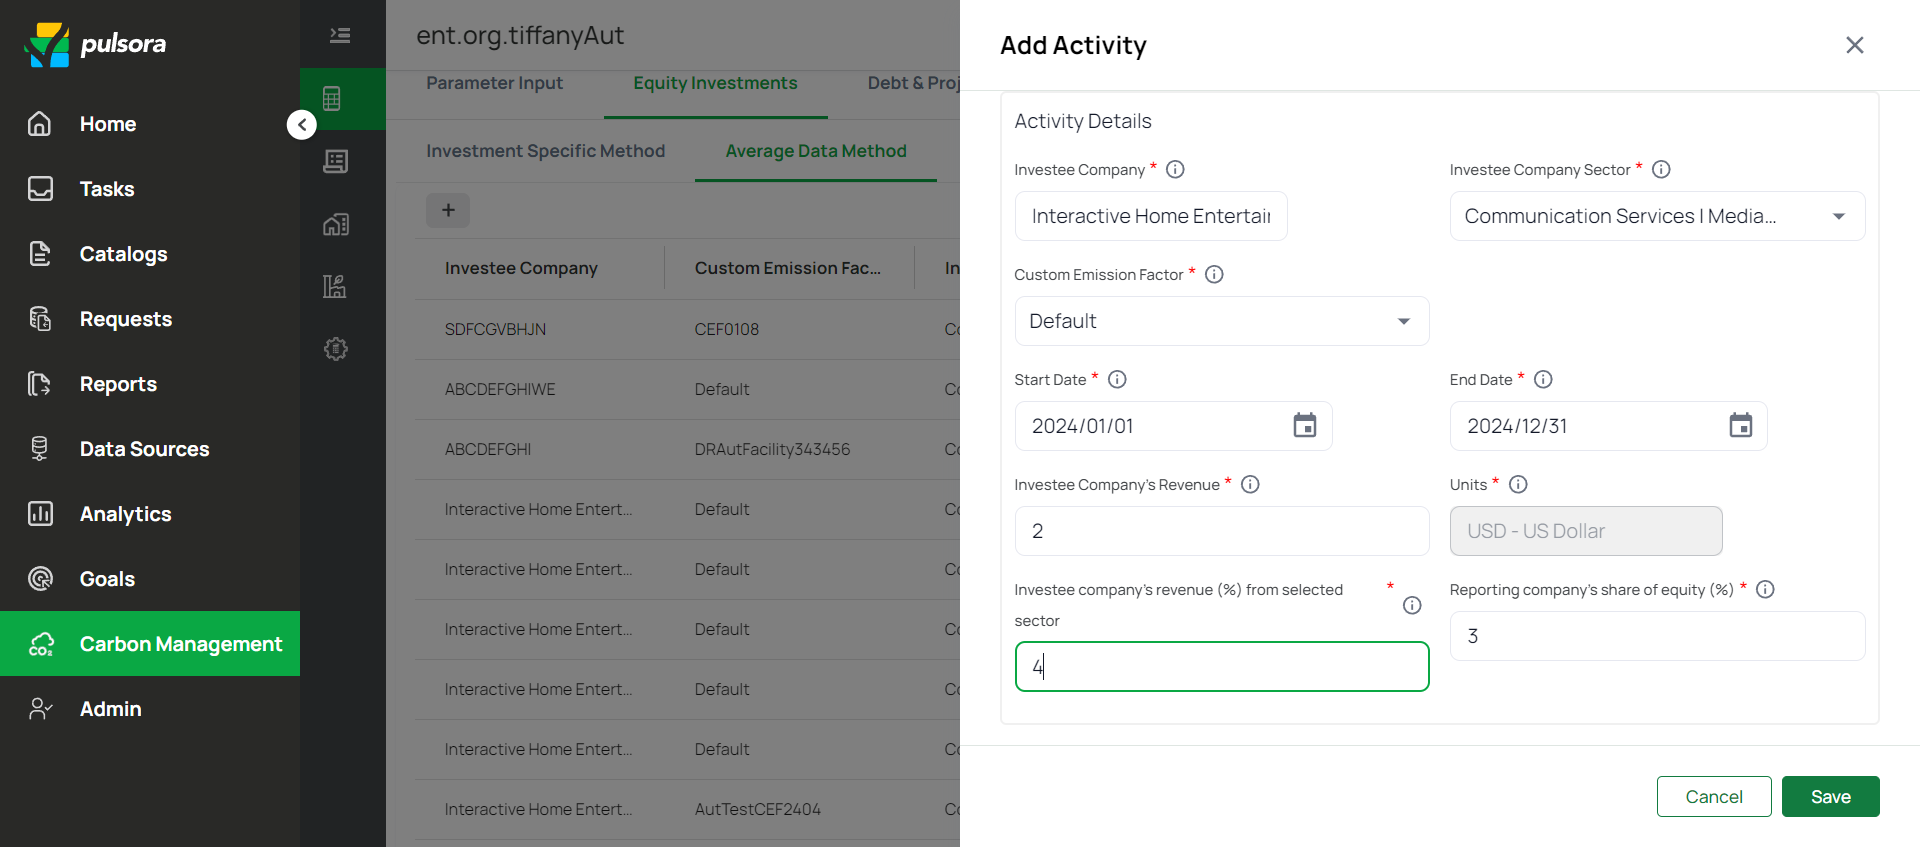 pulsora
Home
Tasks
Catalogs
Requests
Reports
Data Sources
Analytics
Goals
CO₂
Carbon Management
Admin
ent.org.tiffanyAut
Parameter Input
Equity Investments
Debt & Proj
Investment Specific Method
Average Data Method
+
Investee Company
Custom Emission Fac...
In
SDFCGVBHJN
CEF0108
Co
ABCDEFGHIWE
Default
Co
ABCDEFGHI
DRAutFacility343456
Co
Interactive Home Entert...
Default
Co
Interactive Home Entert...
Default
Co
Interactive Home Entert...
Default
Co
Interactive Home Entert...
Default
Co
Interactive Home Entert...
Default
Co
Interactive Home Entert...
AutTestCEF2404
Co
Add Activity
Activity Details
Investee Company *
Interactive Home Entertain
Investee Company Sector *
Communication Services | Media...
Custom Emission Factor *
Default
Start Date *
2024/01/01
End Date *
2024/12/31
Investee Company's Revenue *
2
Units *
USD - US Dollar
Investee company's revenue (%) from selected *
sector
4
Reporting company's share of equity (%) *
3
Cancel
Save